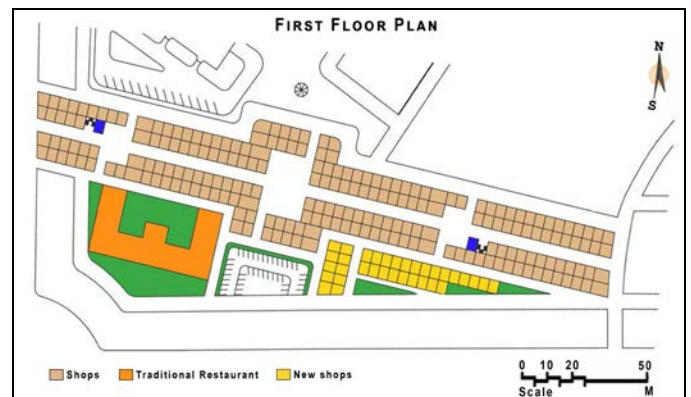 FIRST FLOOR PLAN
N
S
Shops
Traditional Restaurant
New shops
0 10 20 50
Scale M